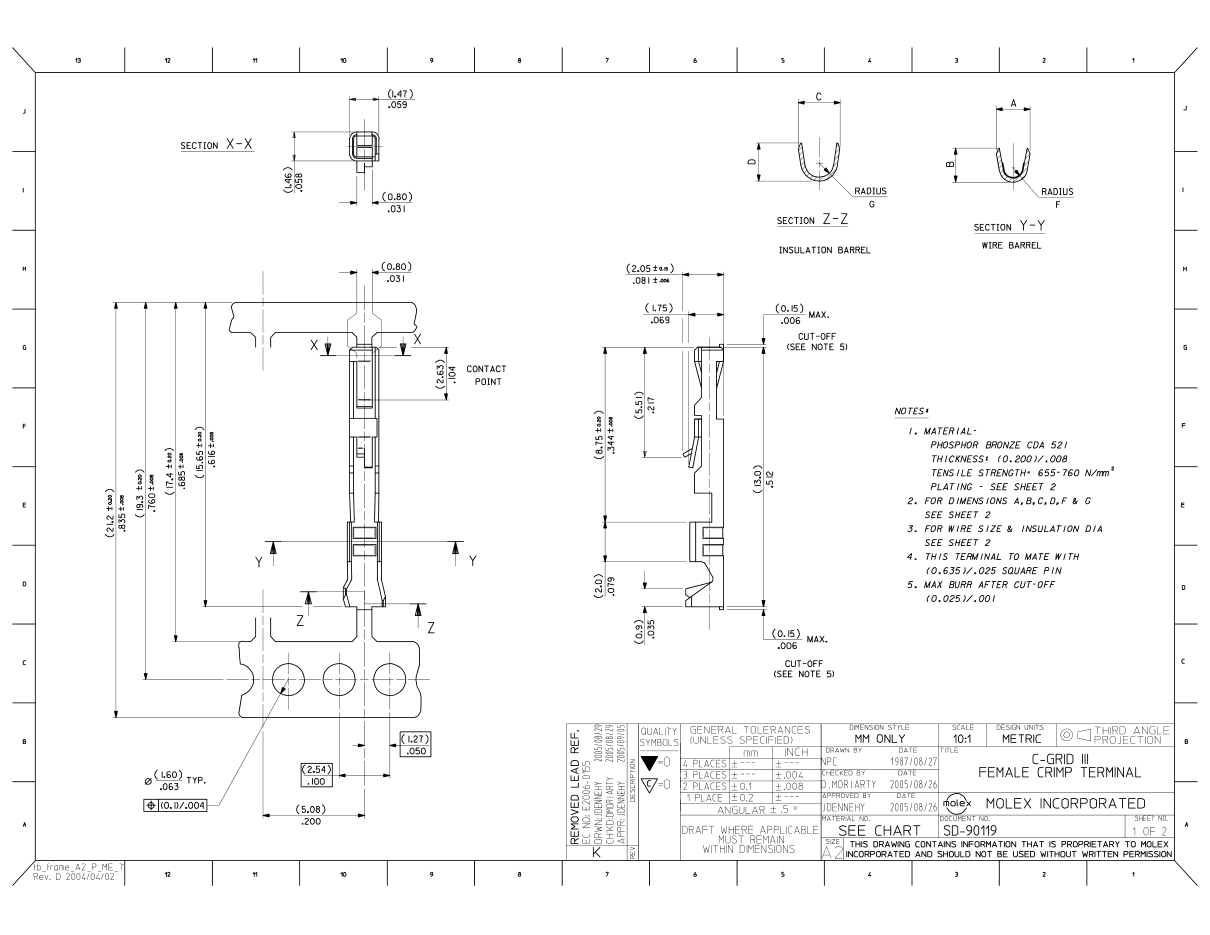 13 12 11 10 9 8 7 6 5 4 3 2 1
J
I
H
G
F
E
D
C
B
A
SECTION X-X
(1.47)
.059
(1.46)
.058
(0.80)
.031
C
D
RADIUS
G
SECTION Z-Z
INSULATION BARREL
A
B
RADIUS
F
SECTION Y-Y
WIRE BARREL
(0.80)
.031
X X
(2.63)
.104
CONTACT
POINT
(21.2 ±0.20)
.835 ±.008
(19.3 ±0.20)
.760 ±.008
(17.4 ±0.20)
.685 ±.008
(15.65 ±0.20)
.616 ±.008
Y Y
Z Z
(1.27)
.050
(2.54)
.100
(5.08)
.200
⌀ (1.60) TYP.
.063
⌖ (0.1)/.004
(2.05 ±0.15)
.081 ±.006
(1.75)
.069
(0.15) MAX.
.006
CUT-OFF
(SEE NOTE 5)
(5.51)
.217
(8.75 ±0.20)
.344 ±.008
(13.0)
.512
(2.0)
.079
(0.9)
.035
(0.15) MAX.
.006
CUT-OFF
(SEE NOTE 5)
NOTES:
1. MATERIAL-
PHOSPHOR BRONZE CDA 521
THICKNESS: (0.200)/.008
TENSILE STRENGTH: 655-760 N/mm²
PLATING - SEE SHEET 2
2. FOR DIMENSIONS A,B,C,D,F & G
SEE SHEET 2
3. FOR WIRE SIZE & INSULATION DIA
SEE SHEET 2
4. THIS TERMINAL TO MATE WITH
(0.635)/.025 SQUARE PIN
5. MAX BURR AFTER CUT-OFF
(0.025)/.001
REMOVED LEAD REF.
EC NO: E2006-0155
DRWN:JDENNEHY 2005/08/29
CH'KD:DMORIARTY 2005/08/29
APPR:JDENNEHY 2005/09/05
K
DESCRIPTION
REV
QUALITY
SYMBOLS
=0
C =0
GENERAL TOLERANCES
(UNLESS SPECIFIED)
mm INCH
4 PLACES ± --- ± ---
3 PLACES ± --- ± .004
2 PLACES ± 0.1 ± .008
1 PLACE ± 0.2 ± ---
ANGULAR ± .5 °
DRAFT WHERE APPLICABLE
MUST REMAIN
WITHIN DIMENSIONS
DIMENSION STYLE
MM ONLY
SCALE
10:1
DESIGN UNITS
METRIC
THIRD ANGLE
PROJECTION
DRAWN BY DATE
NPC 1987/08/27
CHECKED BY DATE
D.MORIARTY 2005/08/26
APPROVED BY DATE
JDENNEHY 2005/08/26
TITLE
C-GRID III
FEMALE CRIMP TERMINAL
molex MOLEX INCORPORATED
MATERIAL NO.
SEE CHART
DOCUMENT NO.
SD-90119
SHEET NO.
1 OF 2
SIZE
A2
THIS DRAWING CONTAINS INFORMATION THAT IS PROPRIETARY TO MOLEX
INCORPORATED AND SHOULD NOT BE USED WITHOUT WRITTEN PERMISSION
J
I
H
G
F
E
D
C
B
A
tb_frame_A2_P_ME_T
Rev. D 2004/04/02
12 11 10 9 8 7 6 5 4 3 2 1